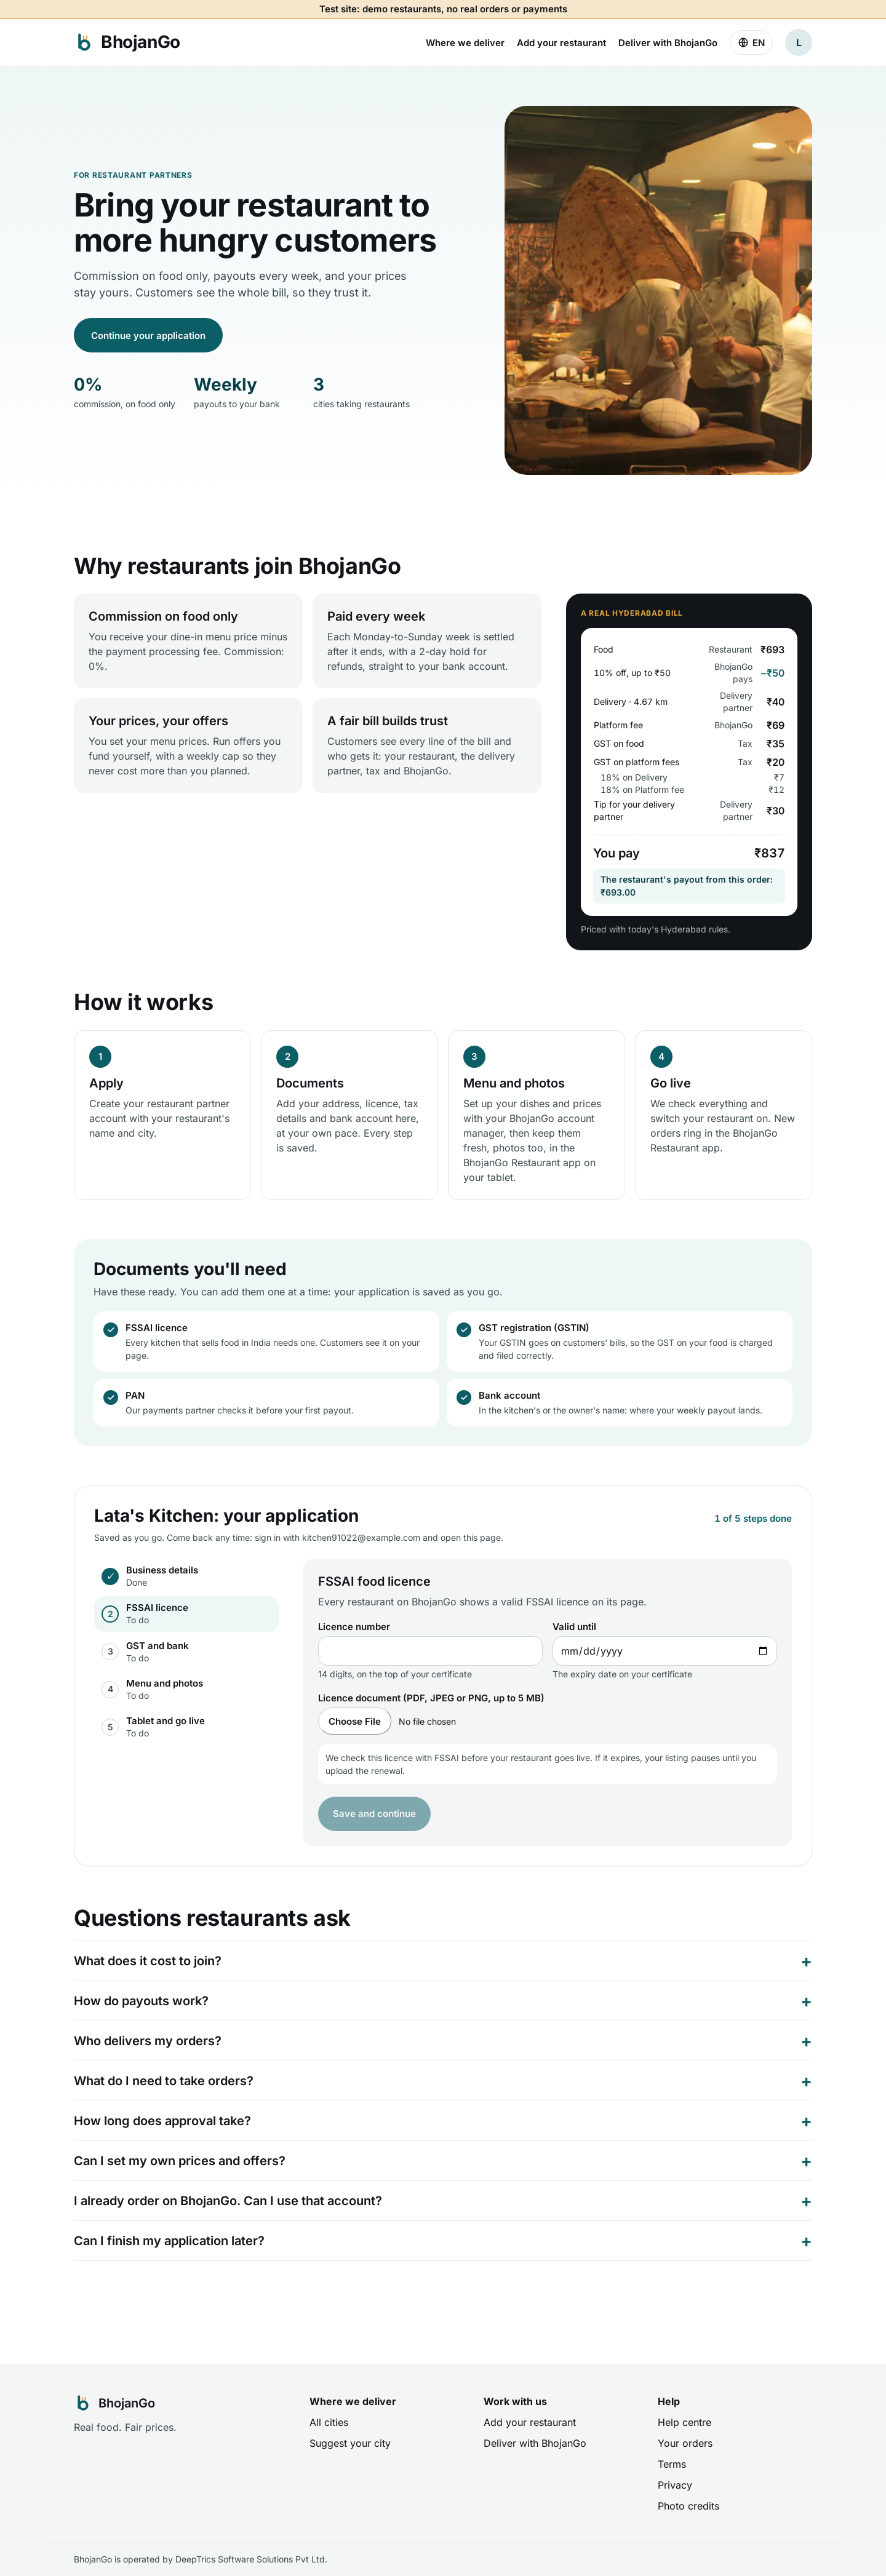 Test site: demo restaurants, no real orders or payments
BhojanGo
Where we deliver
Add your restaurant
Deliver with BhojanGo
EN
L
FOR RESTAURANT PARTNERS
Bring your restaurant to
more hungry customers
Commission on food only, payouts every week, and your prices
stay yours. Customers see the whole bill, so they trust it.
Continue your application
0%
commission, on food only
Weekly
payouts to your bank
3
cities taking restaurants
Why restaurants join BhojanGo
Commission on food only
You receive your dine-in menu price minus
the payment processing fee. Commission:
0%.
Paid every week
Each Monday-to-Sunday week is settled
after it ends, with a 2-day hold for
refunds, straight to your bank account.
Your prices, your offers
You set your menu prices. Run offers you
fund yourself, with a weekly cap so they
never cost more than you planned.
A fair bill builds trust
Customers see every line of the bill and
who gets it: your restaurant, the delivery
partner, tax and BhojanGo.
A REAL HYDERABAD BILL
Food Restaurant ₹693
10% off, up to ₹50 BhojanGo pays −₹50
Delivery · 4.67 km Delivery partner ₹40
Platform fee BhojanGo ₹69
GST on food Tax ₹35
GST on platform fees Tax ₹20
18% on Delivery ₹7
18% on Platform fee ₹12
Tip for your delivery partner Delivery partner ₹30
You pay ₹837
The restaurant's payout from this order:
₹693.00
Priced with today's Hyderabad rules.
How it works
1
Apply
Create your restaurant partner
account with your restaurant's
name and city.
2
Documents
Add your address, licence, tax
details and bank account here,
at your own pace. Every step
is saved.
3
Menu and photos
Set up your dishes and prices
with your BhojanGo account
manager, then keep them
fresh, photos too, in the
BhojanGo Restaurant app on
your tablet.
4
Go live
We check everything and
switch your restaurant on. New
orders ring in the BhojanGo
Restaurant app.
Documents you'll need
Have these ready. You can add them one at a time: your application is saved as you go.
FSSAI licence
Every kitchen that sells food in India needs one. Customers see it on your
page.
GST registration (GSTIN)
Your GSTIN goes on customers' bills, so the GST on your food is charged
and filed correctly.
PAN
Our payments partner checks it before your first payout.
Bank account
In the kitchen's or the owner's name: where your weekly payout lands.
Lata's Kitchen: your application
1 of 5 steps done
Saved as you go. Come back any time: sign in with kitchen91022@example.com and open this page.
Business details
Done
2
FSSAI licence
To do
3
GST and bank
To do
4
Menu and photos
To do
5
Tablet and go live
To do
FSSAI food licence
Every restaurant on BhojanGo shows a valid FSSAI licence on its page.
Licence number
14 digits, on the top of your certificate
Valid until
mm/dd/yyyy
The expiry date on your certificate
Licence document (PDF, JPEG or PNG, up to 5 MB)
Choose File No file chosen
We check this licence with FSSAI before your restaurant goes live. If it expires, your listing pauses until you
upload the renewal.
Save and continue
Questions restaurants ask
What does it cost to join?
How do payouts work?
Who delivers my orders?
What do I need to take orders?
How long does approval take?
Can I set my own prices and offers?
I already order on BhojanGo. Can I use that account?
Can I finish my application later?
BhojanGo
Real food. Fair prices.
Where we deliver
All cities
Suggest your city
Work with us
Add your restaurant
Deliver with BhojanGo
Help
Help centre
Your orders
Terms
Privacy
Photo credits
BhojanGo is operated by DeepTrics Software Solutions Pvt Ltd.